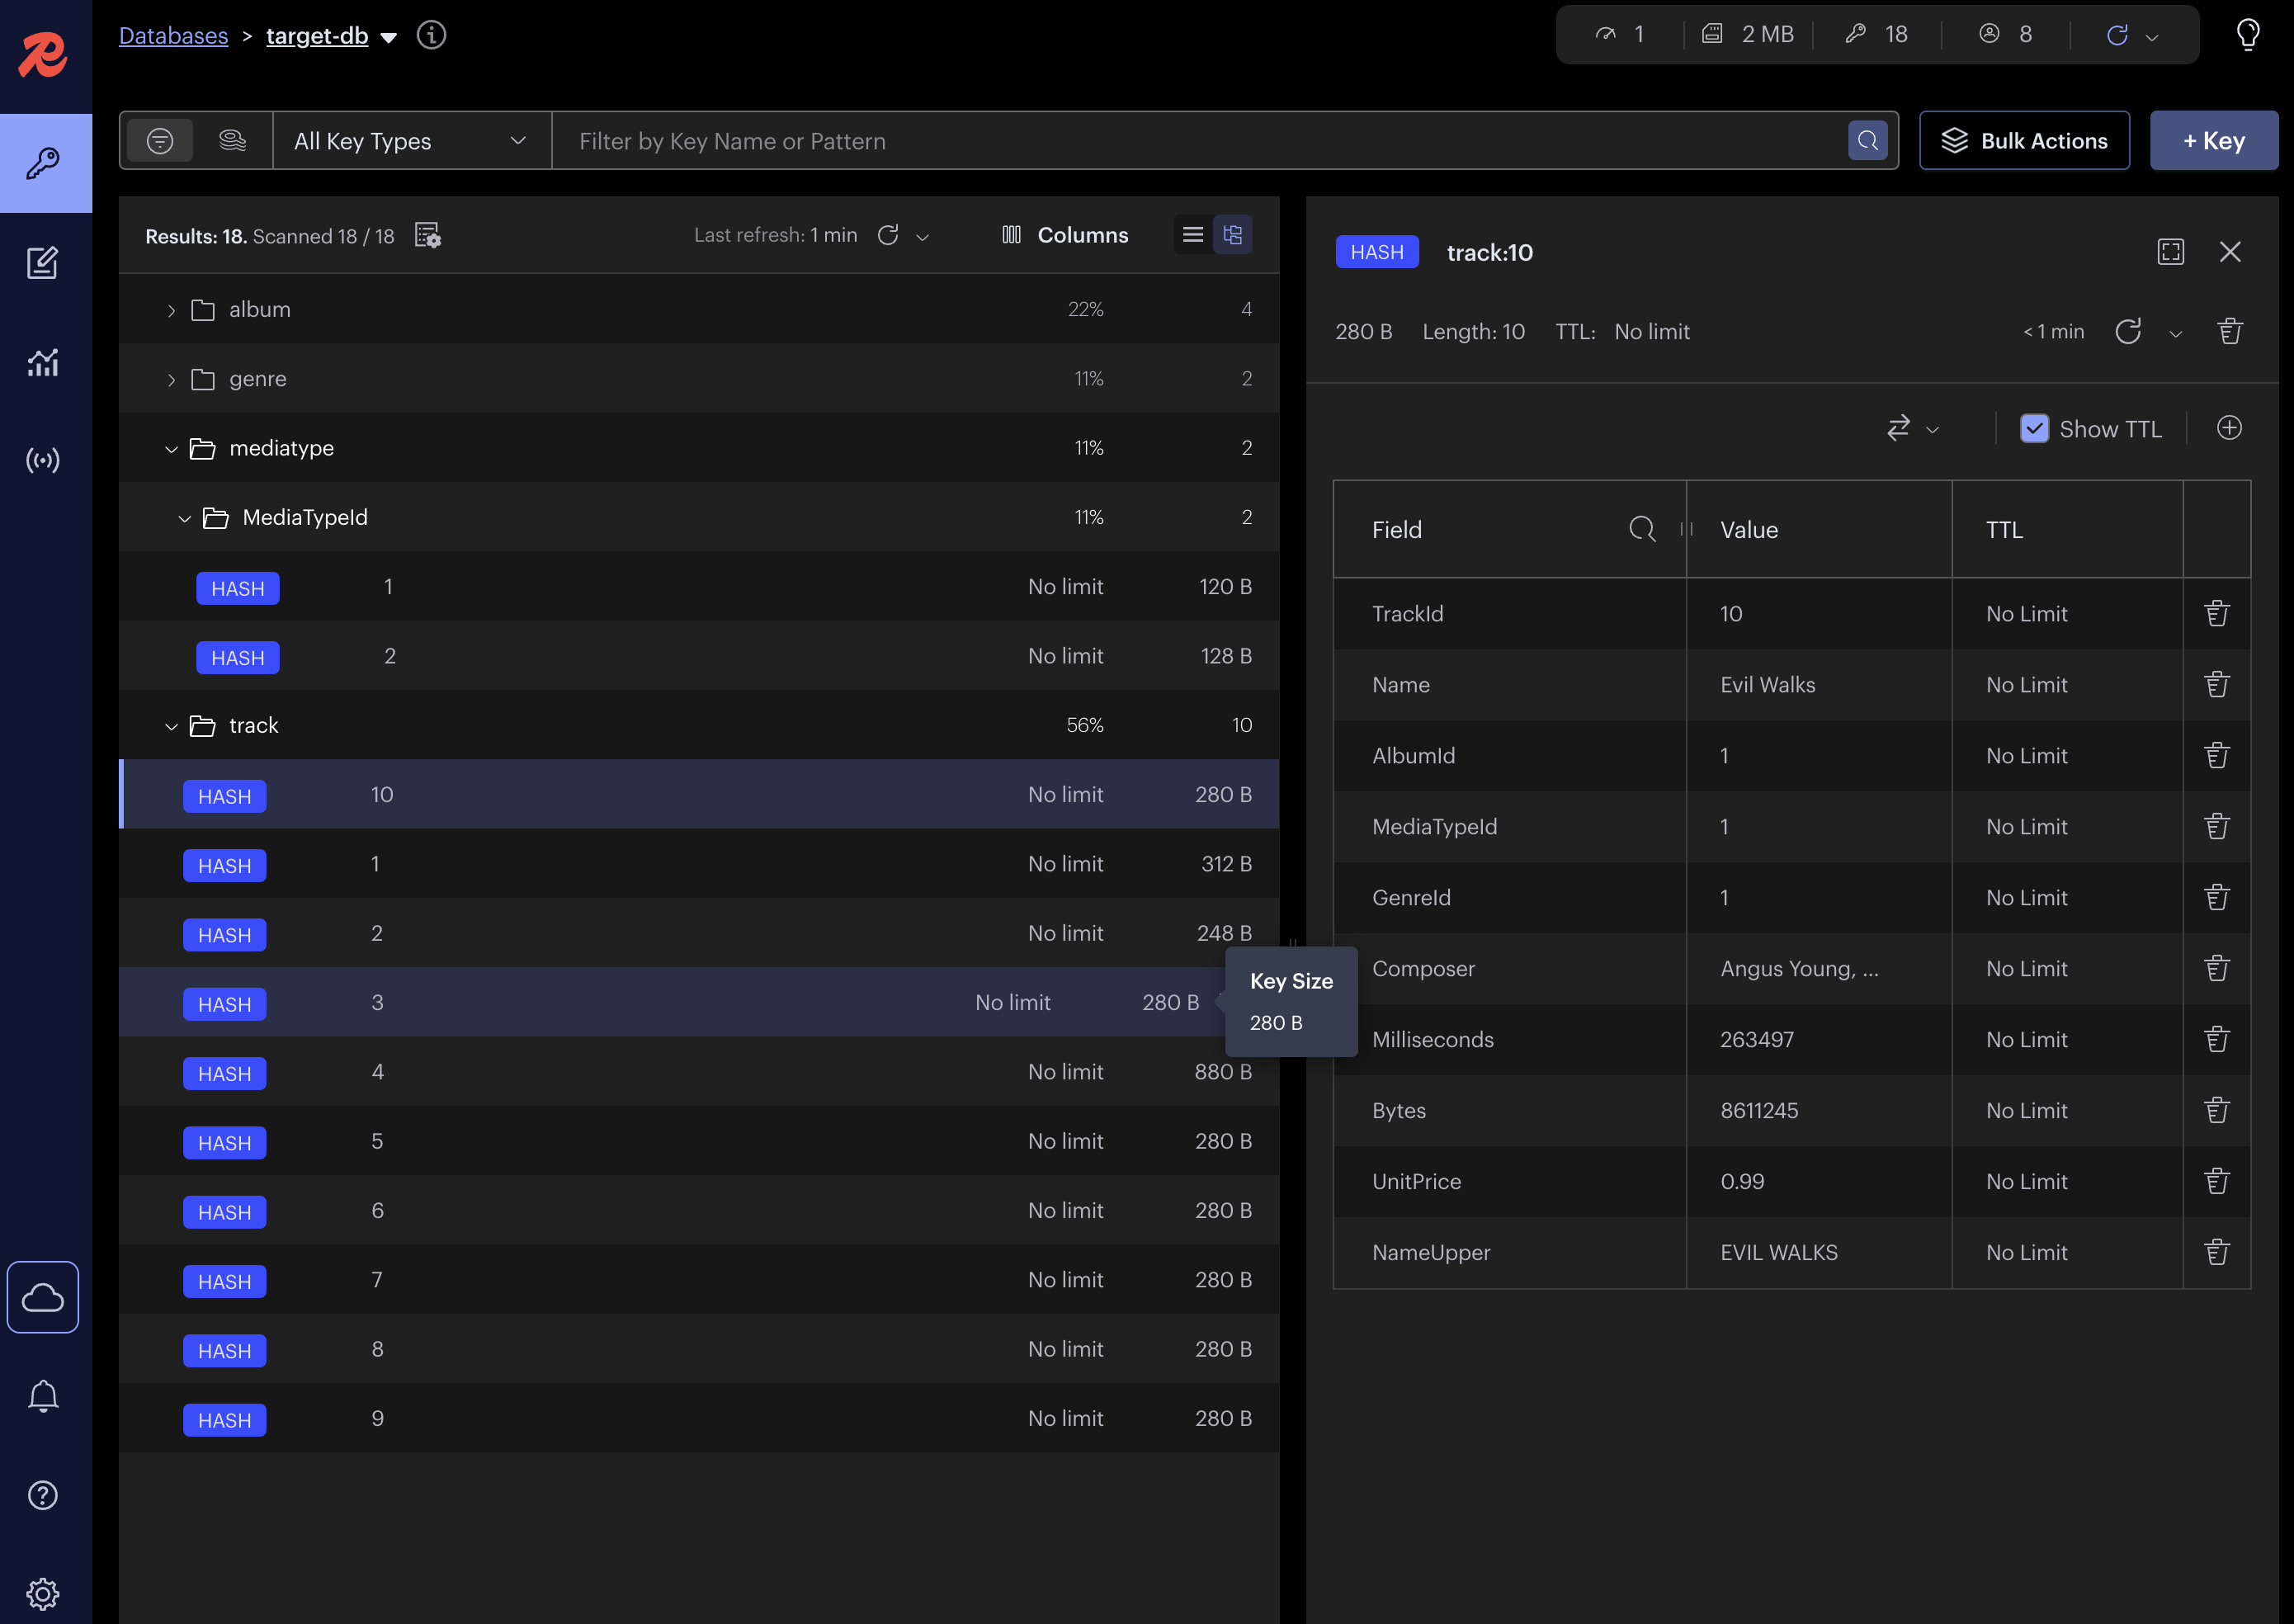 Databases > target-db
1 2 MB 18 8
All Key Types Filter by Key Name or Pattern Bulk Actions + Key
Results: 18. Scanned 18 / 18 Last refresh: 1 min Columns
album 22% 4
genre 11% 2
mediatype 11% 2
MediaTypeId 11% 2
HASH 1 No limit 120 B
HASH 2 No limit 128 B
track 56% 10
HASH 10 No limit 280 B
HASH 1 No limit 312 B
HASH 2 No limit 248 B
HASH 3 No limit 280 B
HASH 4 No limit 880 B
HASH 5 No limit 280 B
HASH 6 No limit 280 B
HASH 7 No limit 280 B
HASH 8 No limit 280 B
HASH 9 No limit 280 B
Key Size
280 B
HASH track:10
280 B Length: 10 TTL: No limit < 1 min
Show TTL
Field Value TTL
TrackId 10 No Limit
Name Evil Walks No Limit
AlbumId 1 No Limit
MediaTypeId 1 No Limit
GenreId 1 No Limit
Composer Angus Young, ... No Limit
Milliseconds 263497 No Limit
Bytes 8611245 No Limit
UnitPrice 0.99 No Limit
NameUpper EVIL WALKS No Limit